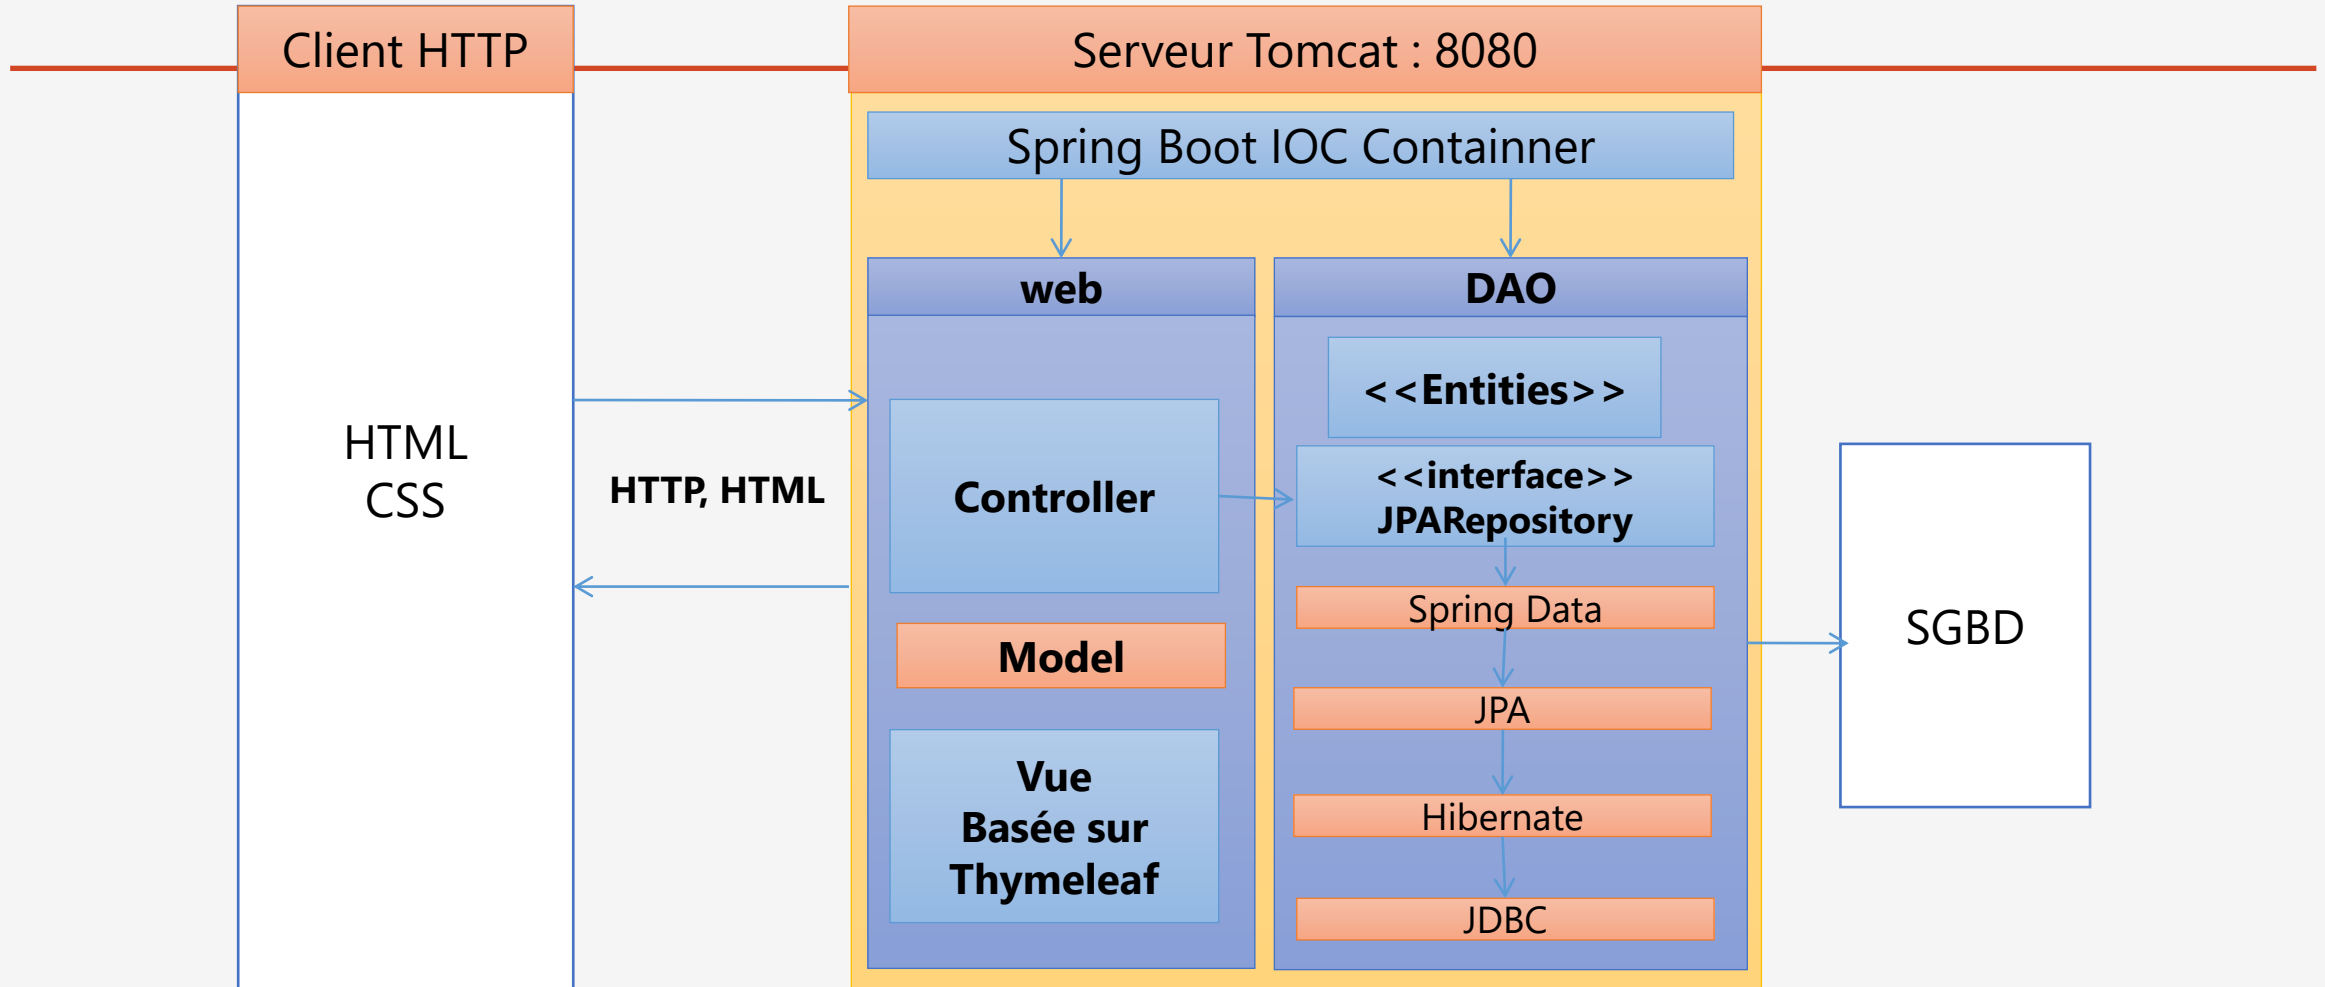 Client HTTP
Serveur Tomcat : 8080
Spring Boot IOC Containner
web
DAO
HTML
CSS
HTTP, HTML
Controller
Model
Vue
Basée sur
Thymeleaf
<<Entities>>
<<interface>>
JPARepository
Spring Data
JPA
Hibernate
JDBC
SGBD